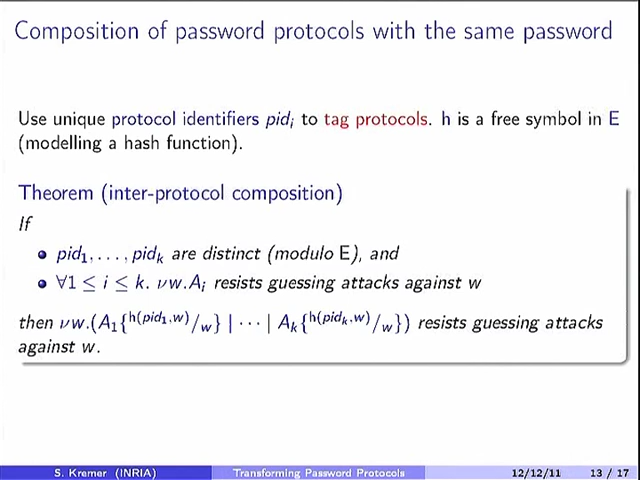 Composition of password protocols with the same password
Use unique protocol identifiers pidᵢ to tag protocols. h is a free symbol in E
(modelling a hash function).
Theorem (inter-protocol composition)
If
• pid₁, . . . , pidₖ are distinct (modulo E), and
• ∀1 ≤ i ≤ k. νw.Aᵢ resists guessing attacks against w
then νw.(A₁{ʰ⁽ᵖⁱᵈ₁,ʷ⁾/w} | · · · | Aₖ{ʰ⁽ᵖⁱᵈₖ,ʷ⁾/w}) resists guessing attacks
against w.
S. Kremer (INRIA) Transforming Password Protocols 12/12/11 13 / 17